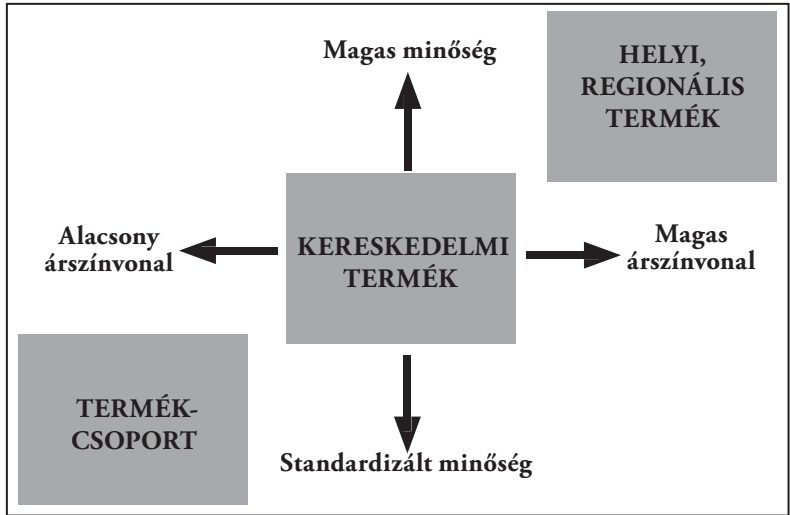 Magas minőség
HELYI,
REGIONÁLIS
TERMÉK
Alacsony
árszínvonal
KERESKEDELMI
TERMÉK
Magas
árszínvonal
TERMÉK-
CSOPORT
Standardizált minőség